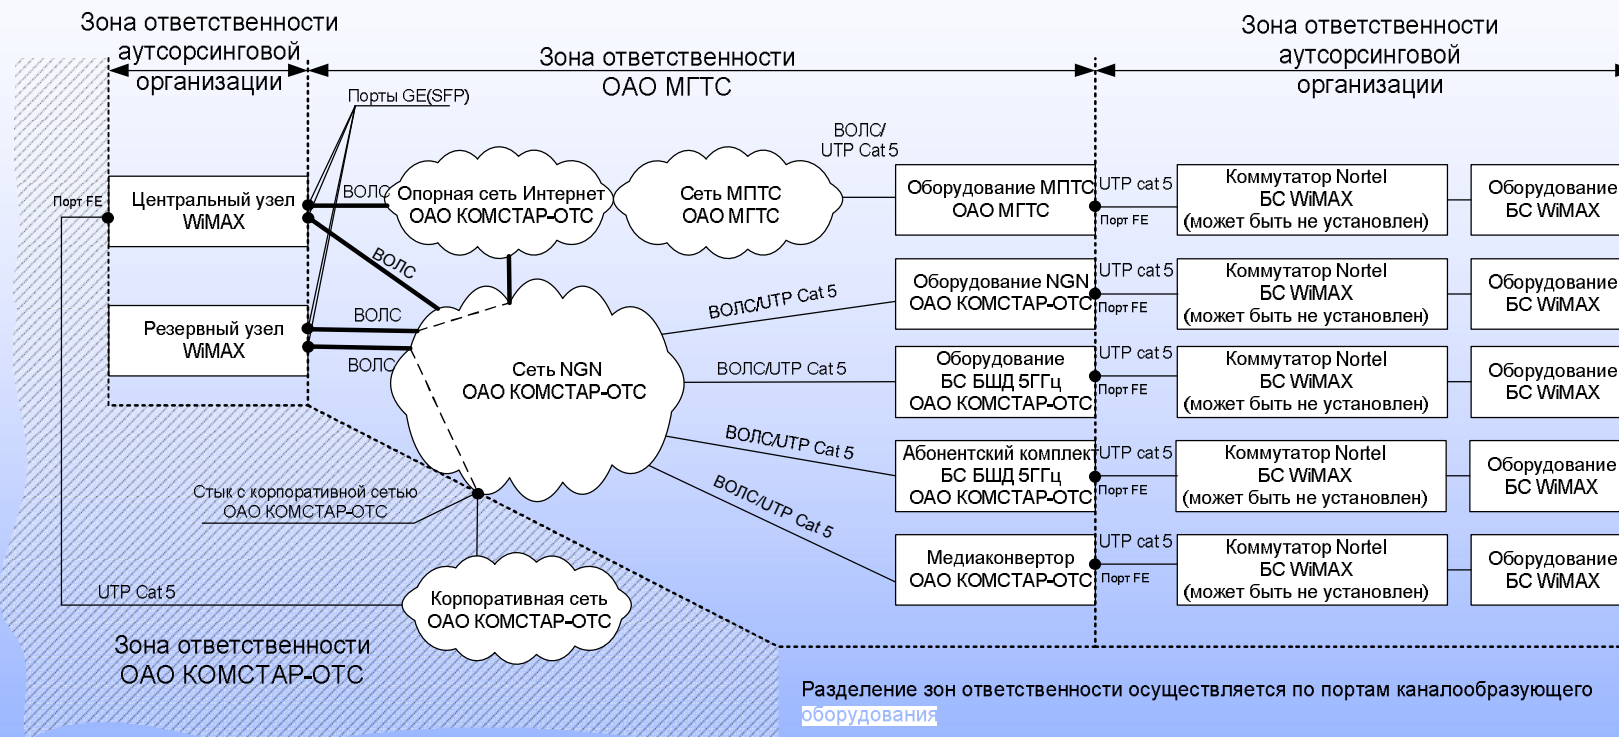 Зона ответственности
аутсорсинговой
организации
Зона ответственности
ОАО МГТС
Зона ответственности
аутсорсинговой
организации
Порты GE(SFP)
ВОЛС/
UTP Cat 5
Порт FE
Центральный узел
WiMAX
ВОЛС
Опорная сеть Интернет
ОАО КОМСТАР-ОТС
Сеть МПТС
ОАО МГТС
Оборудование МПТС
ОАО МГТС
UTP cat 5
Порт FE
Коммутатор Nortel
БС WiMAX
(может быть не установлен)
Оборудование
БС WiMAX
ВОЛС
Резервный узел
WiMAX
ВОЛС
ВОЛС
Сеть NGN
ОАО КОМСТАР-ОТС
ВОЛС/UTP Cat 5
Оборудование NGN
ОАО КОМСТАР-ОТС
UTP cat 5
Порт FE
Коммутатор Nortel
БС WiMAX
(может быть не установлен)
Оборудование
БС WiMAX
ВОЛС/UTP Cat 5
Оборудование
БС БШД 5ГГц
ОАО КОМСТАР-ОТС
UTP cat 5
Порт FE
Коммутатор Nortel
БС WiMAX
(может быть не установлен)
Оборудование
БС WiMAX
ВОЛС/UTP Cat 5
Абонентский комплект
БС БШД 5ГГц
ОАО КОМСТАР-ОТС
UTP cat 5
Порт FE
Коммутатор Nortel
БС WiMAX
(может быть не установлен)
Оборудование
БС WiMAX
ВОЛС/UTP Cat 5
Медиаконвертор
ОАО КОМСТАР-ОТС
UTP cat 5
Порт FE
Коммутатор Nortel
БС WiMAX
(может быть не установлен)
Оборудование
БС WiMAX
Стык с корпоративной сетью
ОАО КОМСТАР-ОТС
UTP Cat 5
Корпоративная сеть
ОАО КОМСТАР-ОТС
Зона ответственности
ОАО КОМСТАР-ОТС
Разделение зон ответственности осуществляется по портам каналообразующего
оборудования